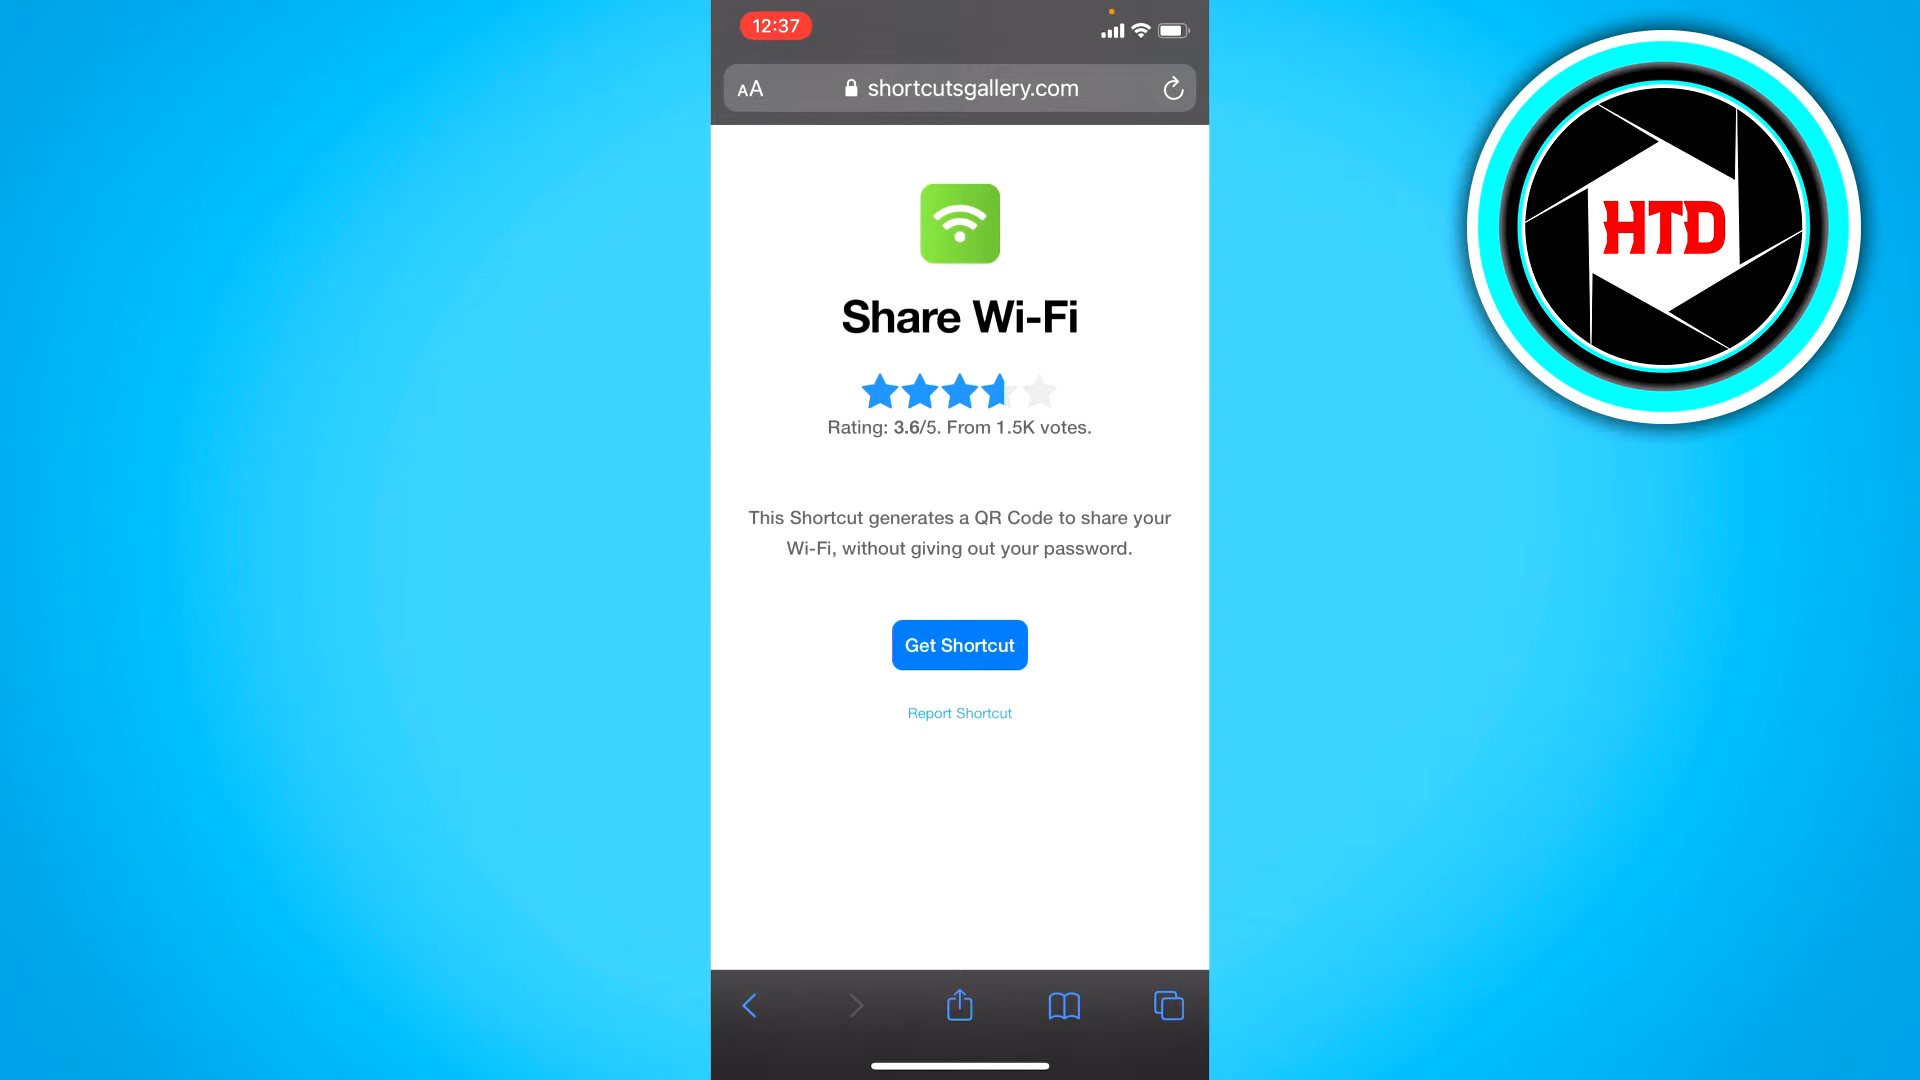 12:37
AA shortcutsgallery.com
HTD
Share Wi-Fi
Rating: 3.6/5. From 1.5K votes.
This Shortcut generates a QR Code to share your
Wi-Fi, without giving out your password.
Get Shortcut
Report Shortcut